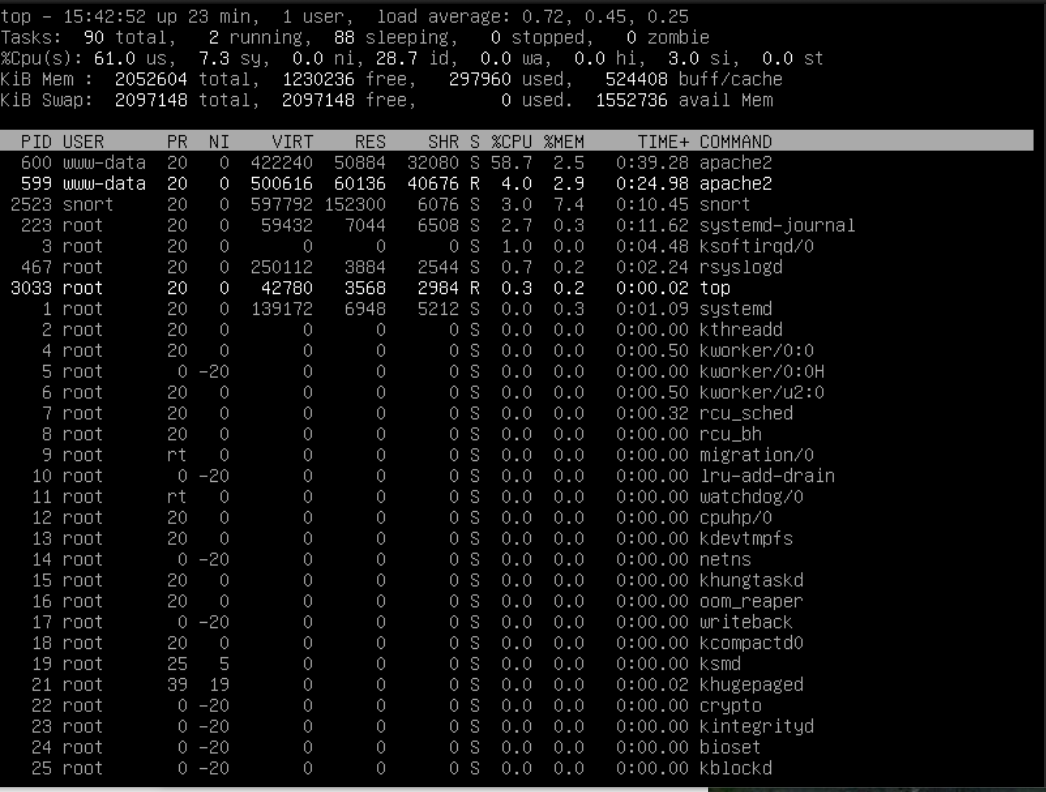 top - 15:42:52 up 23 min,  1 user,  load average: 0.72, 0.45, 0.25
Tasks:  90 total,   2 running,  88 sleeping,   0 stopped,   0 zombie
%Cpu(s): 61.0 us,  7.3 sy,  0.0 ni, 28.7 id,  0.0 wa,  0.0 hi,  3.0 si,  0.0 st
KiB Mem :  2052604 total,  1230236 free,   297960 used,   524408 buff/cache
KiB Swap:  2097148 total,  2097148 free,        0 used.  1552736 avail Mem
PID USER      PR  NI    VIRT    RES    SHR S %CPU %MEM     TIME+ COMMAND
600 www-data  20   0  422240  50884  32080 S 58.7  2.5   0:39.28 apache2
599 www-data  20   0  500616  60136  40676 R  4.0  2.9   0:24.98 apache2
2523 snort     20   0  597792 152300   6076 S  3.0  7.4   0:10.45 snort
223 root      20   0   59432   7044   6508 S  2.7  0.3   0:11.62 systemd-journal
3 root      20   0       0      0      0 S  1.0  0.0   0:04.48 ksoftirqd/0
467 root      20   0  250112   3884   2544 S  0.7  0.2   0:02.24 rsyslogd
3033 root      20   0   42780   3568   2984 R  0.3  0.2   0:00.02 top
1 root      20   0  139172   6948   5212 S  0.0  0.3   0:01.09 systemd
2 root      20   0       0      0      0 S  0.0  0.0   0:00.00 kthreadd
4 root      20   0       0      0      0 S  0.0  0.0   0:00.50 kworker/0:0
5 root       0 -20       0      0      0 S  0.0  0.0   0:00.00 kworker/0:0H
6 root      20   0       0      0      0 S  0.0  0.0   0:00.50 kworker/u2:0
7 root      20   0       0      0      0 S  0.0  0.0   0:00.32 rcu_sched
8 root      20   0       0      0      0 S  0.0  0.0   0:00.00 rcu_bh
9 root      rt   0       0      0      0 S  0.0  0.0   0:00.00 migration/0
10 root       0 -20       0      0      0 S  0.0  0.0   0:00.00 lru-add-drain
11 root      rt   0       0      0      0 S  0.0  0.0   0:00.00 watchdog/0
12 root      20   0       0      0      0 S  0.0  0.0   0:00.00 cpuhp/0
13 root      20   0       0      0      0 S  0.0  0.0   0:00.00 kdevtmpfs
14 root       0 -20       0      0      0 S  0.0  0.0   0:00.00 netns
15 root      20   0       0      0      0 S  0.0  0.0   0:00.00 khungtaskd
16 root      20   0       0      0      0 S  0.0  0.0   0:00.00 oom_reaper
17 root       0 -20       0      0      0 S  0.0  0.0   0:00.00 writeback
18 root      20   0       0      0      0 S  0.0  0.0   0:00.00 kcompactd0
19 root      25   5       0      0      0 S  0.0  0.0   0:00.00 ksmd
21 root      39  19       0      0      0 S  0.0  0.0   0:00.02 khugepaged
22 root       0 -20       0      0      0 S  0.0  0.0   0:00.00 crypto
23 root       0 -20       0      0      0 S  0.0  0.0   0:00.00 kintegrityd
24 root       0 -20       0      0      0 S  0.0  0.0   0:00.00 bioset
25 root       0 -20       0      0      0 S  0.0  0.0   0:00.00 kblockd